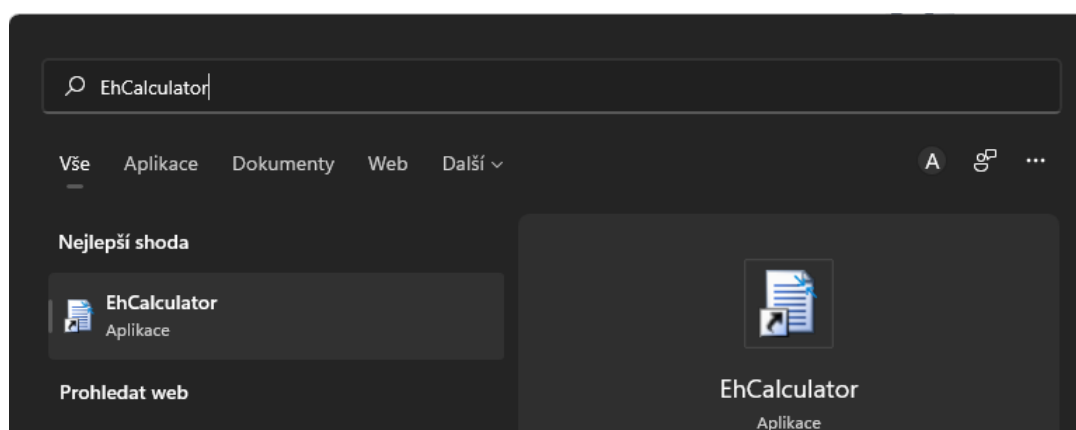 EhCalculator
Vše Aplikace Dokumenty Web Další A
Nejlepší shoda
EhCalculator
Aplikace
Prohledat web
EhCalculator
Aplikace